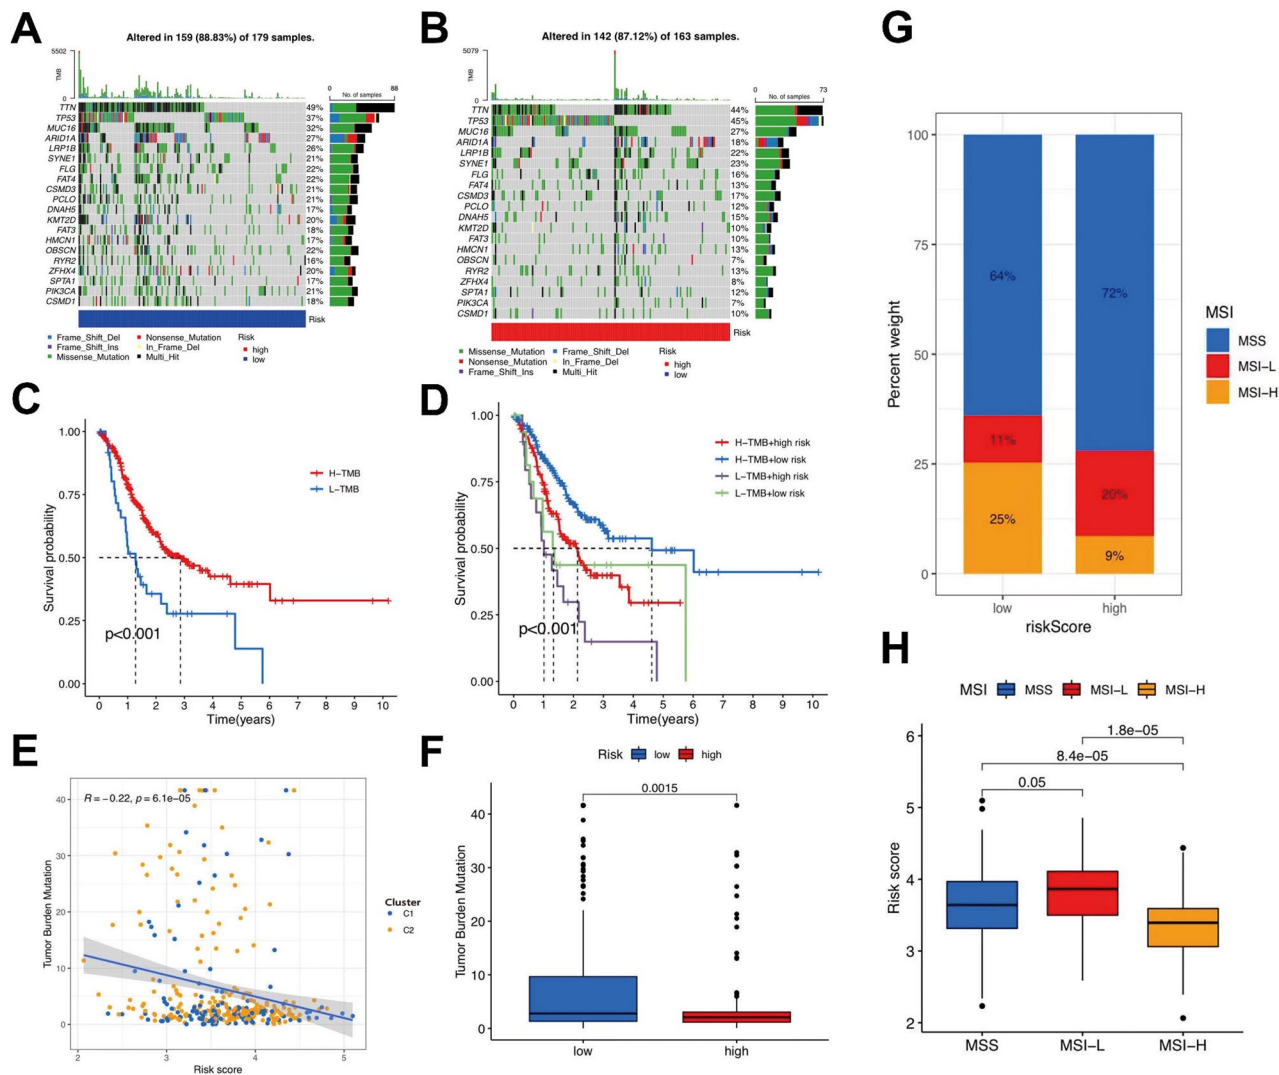 A
Altered in 159 (88.83%) of 179 samples.
5502
TMB
0
No. of samples
0 88
TTN 49%
TP53 37%
MUC16 32%
ARID1A 27%
LRP1B 26%
SYNE1 21%
FLG 22%
FAT4 22%
CSMD3 21%
PCLO 21%
DNAH5 17%
KMT2D 20%
FAT3 18%
HMCN1 17%
OBSCN 22%
RYR2 16%
ZFHX4 20%
SPTA1 17%
PIK3CA 21%
CSMD1 18%
Risk
Frame_Shift_Del Nonsense_Mutation Risk
Frame_Shift_Ins In_Frame_Del high
Missense_Mutation Multi_Hit low
B
Altered in 142 (87.12%) of 163 samples.
5079
TMB
0
No. of samples
0 73
TTN 44%
TP53 45%
MUC16 27%
ARID1A 18%
LRP1B 22%
SYNE1 23%
FLG 16%
FAT4 13%
CSMD3 17%
PCLO 12%
DNAH5 15%
KMT2D 10%
FAT3 10%
HMCN1 13%
OBSCN 7%
RYR2 13%
ZFHX4 8%
SPTA1 12%
PIK3CA 7%
CSMD1 10%
Risk
Missense_Mutation Frame_Shift_Del Risk
Nonsense_Mutation In_Frame_Del high
Frame_Shift_Ins Multi_Hit low
C
Survival probability
1.00
0.75
0.50
0.25
0.00
p<0.001
H-TMB
L-TMB
0 1 2 3 4 5 6 7 8 9 10
Time(years)
D
Survival probability
1.00
0.75
0.50
0.25
0.00
p<0.001
H-TMB+high risk
H-TMB+low risk
L-TMB+high risk
L-TMB+low risk
0 1 2 3 4 5 6 7 8 9 10
Time(years)
E
R = -0.22, p = 6.1e-05
Tumor Burden Mutation
40
30
20
10
0
2 3 4 5
Risk score
Cluster
C1
C2
F
Risk low high
0.0015
Tumor Burden Mutation
40
30
20
10
0
low high
G
Percent weight
100
75
50
25
0
64%
11%
25%
72%
20%
9%
low high
riskScore
MSI
MSS
MSI-L
MSI-H
H
MSI MSS MSI-L MSI-H
1.8e-05
8.4e-05
0.05
Risk score
6
5
4
3
2
MSS MSI-L MSI-H